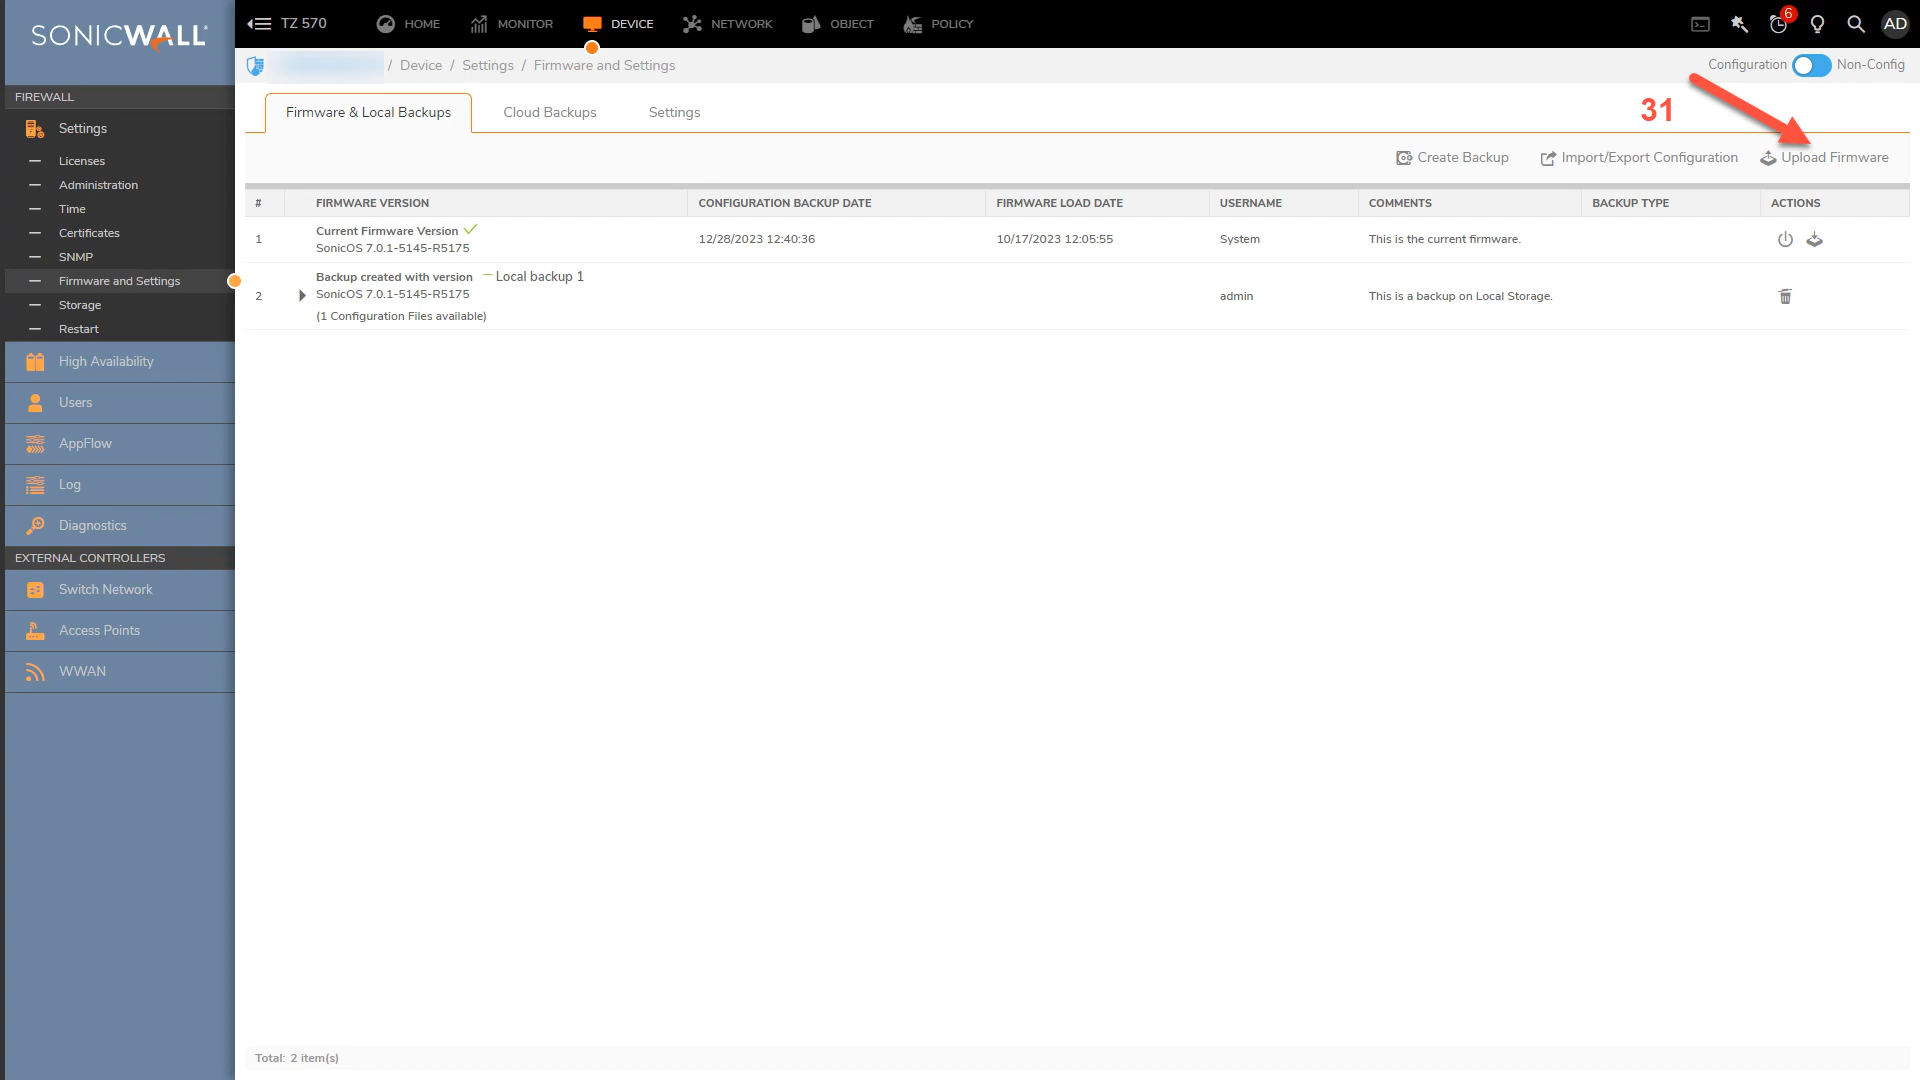 SONICWALL
TZ 570
HOME
MONITOR
DEVICE
NETWORK
OBJECT
POLICY
6
AD
/ Device / Settings / Firmware and Settings
Configuration
Non-Config
FIREWALL
Settings
Licenses
Administration
Time
Certificates
SNMP
Firmware and Settings
Storage
Restart
High Availability
Users
AppFlow
Log
Diagnostics
EXTERNAL CONTROLLERS
Switch Network
Access Points
WWAN
Firmware & Local Backups
Cloud Backups
Settings
31
Create Backup
Import/Export Configuration
Upload Firmware
# FIRMWARE VERSION CONFIGURATION BACKUP DATE FIRMWARE LOAD DATE USERNAME COMMENTS BACKUP TYPE ACTIONS
Current Firmware Version
1 SonicOS 7.0.1-5145-R5175 12/28/2023 12:40:36 10/17/2023 12:05:55 System This is the current firmware.
Backup created with version — Local backup 1
2 SonicOS 7.0.1-5145-R5175 admin This is a backup on Local Storage.
(1 Configuration Files available)
Total: 2 item(s)